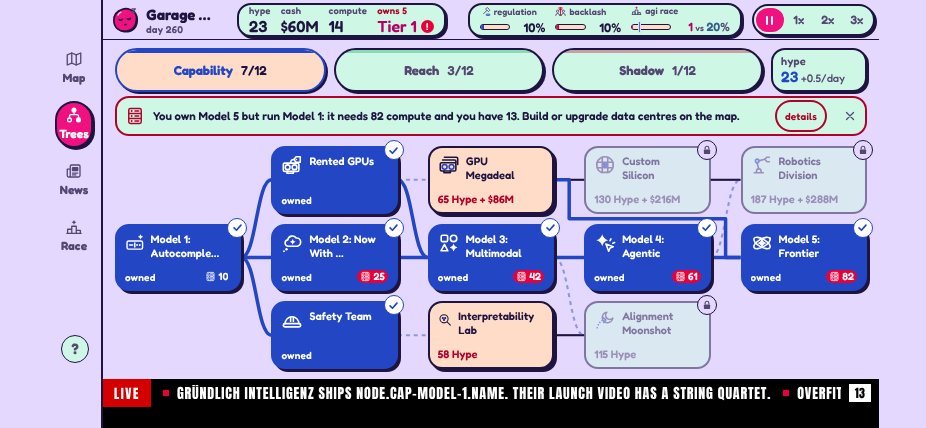 Garage ...
day 260
hype cash compute owns 5
23 $60M 14 Tier 1 !
regulation backlash agi race
10% 10% 1 vs 20%
1x 2x 3x
Map
Trees
News
Race
?
Capability 7/12
Reach 3/12
Shadow 1/12
hype
23 +0.5/day
You own Model 5 but run Model 1: it needs 82 compute and you have 13. Build or upgrade data centres on the map.
details
Rented GPUs
owned
GPU
Megadeal
65 Hype + $86M
Custom
Silicon
130 Hype + $216M
Robotics
Division
187 Hype + $288M
Model 1:
Autocomple...
owned 10
Model 2: Now
With ...
owned 25
Model 3:
Multimodal
owned 42
Model 4:
Agentic
owned 61
Model 5:
Frontier
owned 82
Safety Team
owned
Interpretability
Lab
58 Hype
Alignment
Moonshot
115 Hype
LIVE GRÜNDLICH INTELLIGENZ SHIPS NODE.CAP-MODEL-1.NAME. THEIR LAUNCH VIDEO HAS A STRING QUARTET. OVERFIT 13